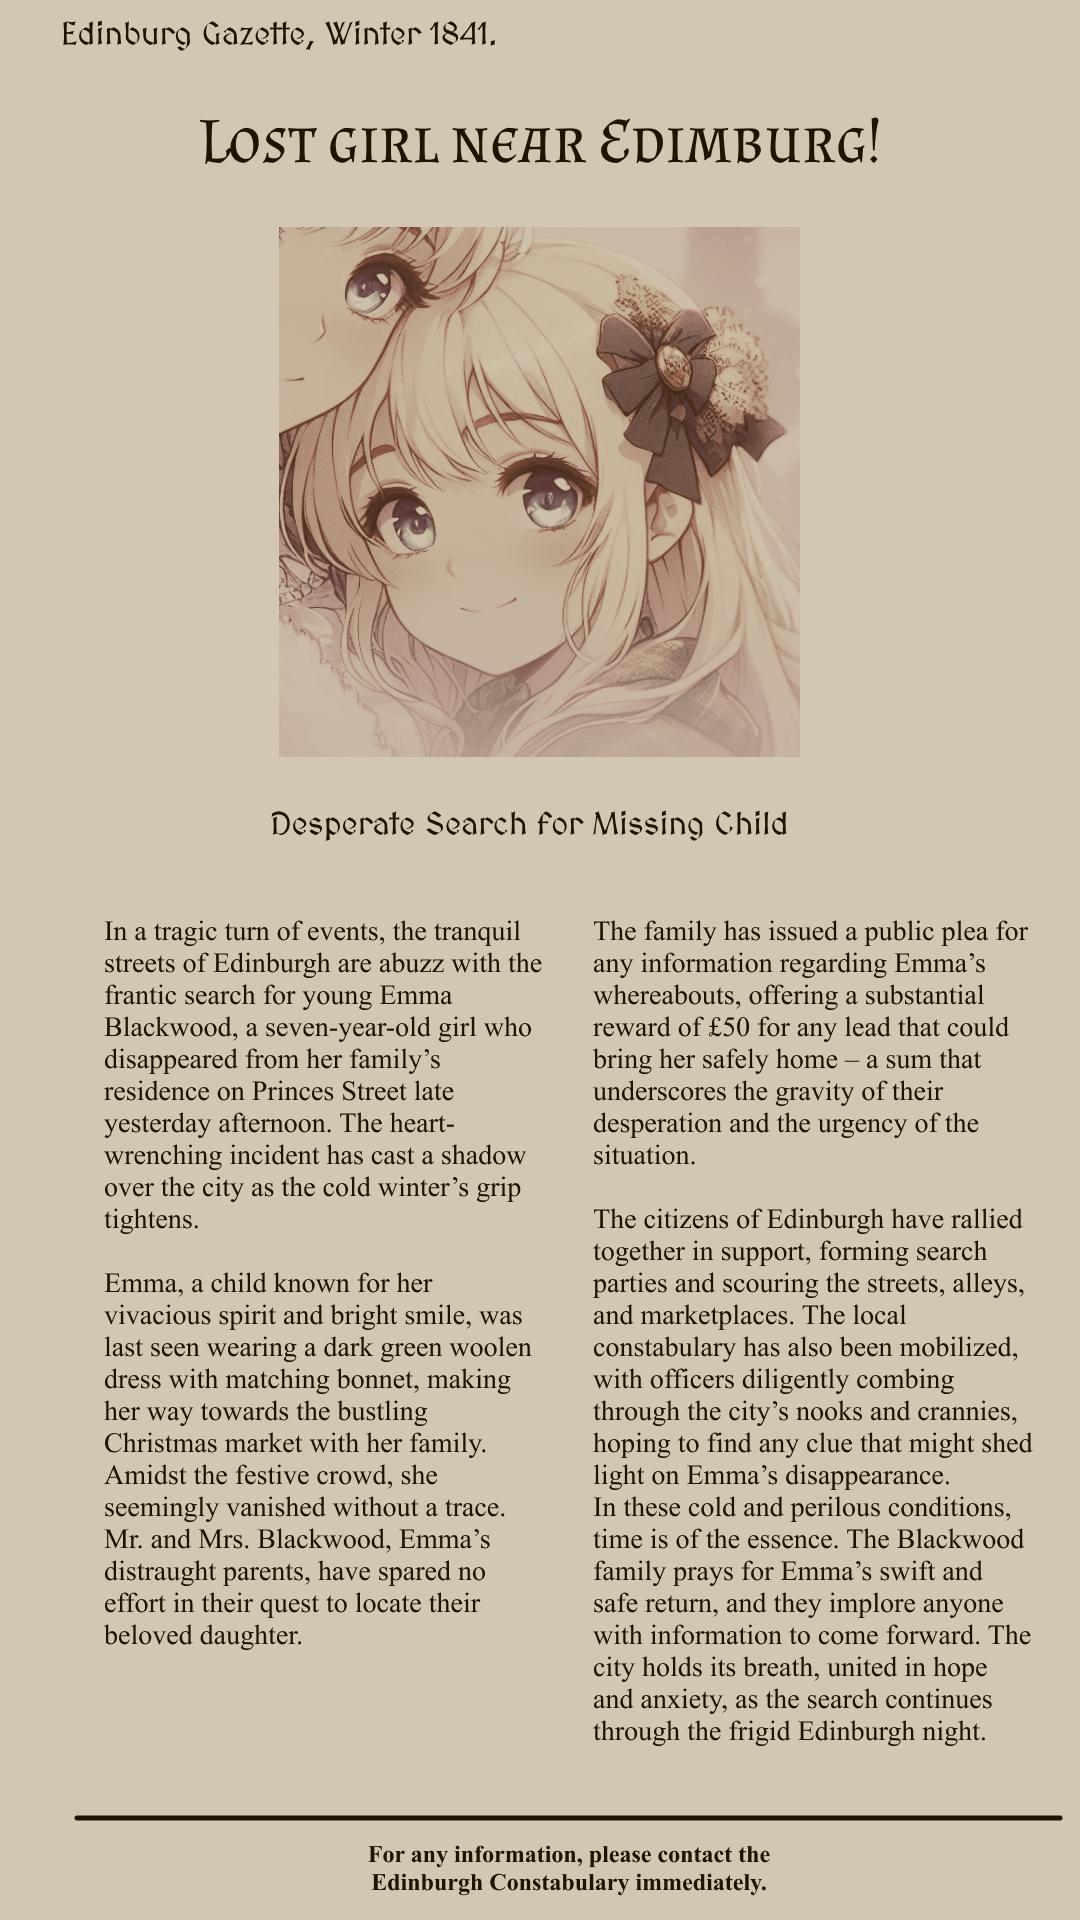 Edinburg Gazette, Winter 1841.
Lost girl near Edimburg!
Desperate Search for Missing Child
In a tragic turn of events, the tranquil
streets of Edinburgh are abuzz with the
frantic search for young Emma
Blackwood, a seven-year-old girl who
disappeared from her family’s
residence on Princes Street late
yesterday afternoon. The heart-
wrenching incident has cast a shadow
over the city as the cold winter’s grip
tightens.
Emma, a child known for her
vivacious spirit and bright smile, was
last seen wearing a dark green woolen
dress with matching bonnet, making
her way towards the bustling
Christmas market with her family.
Amidst the festive crowd, she
seemingly vanished without a trace.
Mr. and Mrs. Blackwood, Emma’s
distraught parents, have spared no
effort in their quest to locate their
beloved daughter.
The family has issued a public plea for
any information regarding Emma’s
whereabouts, offering a substantial
reward of £50 for any lead that could
bring her safely home – a sum that
underscores the gravity of their
desperation and the urgency of the
situation.
The citizens of Edinburgh have rallied
together in support, forming search
parties and scouring the streets, alleys,
and marketplaces. The local
constabulary has also been mobilized,
with officers diligently combing
through the city’s nooks and crannies,
hoping to find any clue that might shed
light on Emma’s disappearance.
In these cold and perilous conditions,
time is of the essence. The Blackwood
family prays for Emma’s swift and
safe return, and they implore anyone
with information to come forward. The
city holds its breath, united in hope
and anxiety, as the search continues
through the frigid Edinburgh night.
For any information, please contact the
Edinburgh Constabulary immediately.